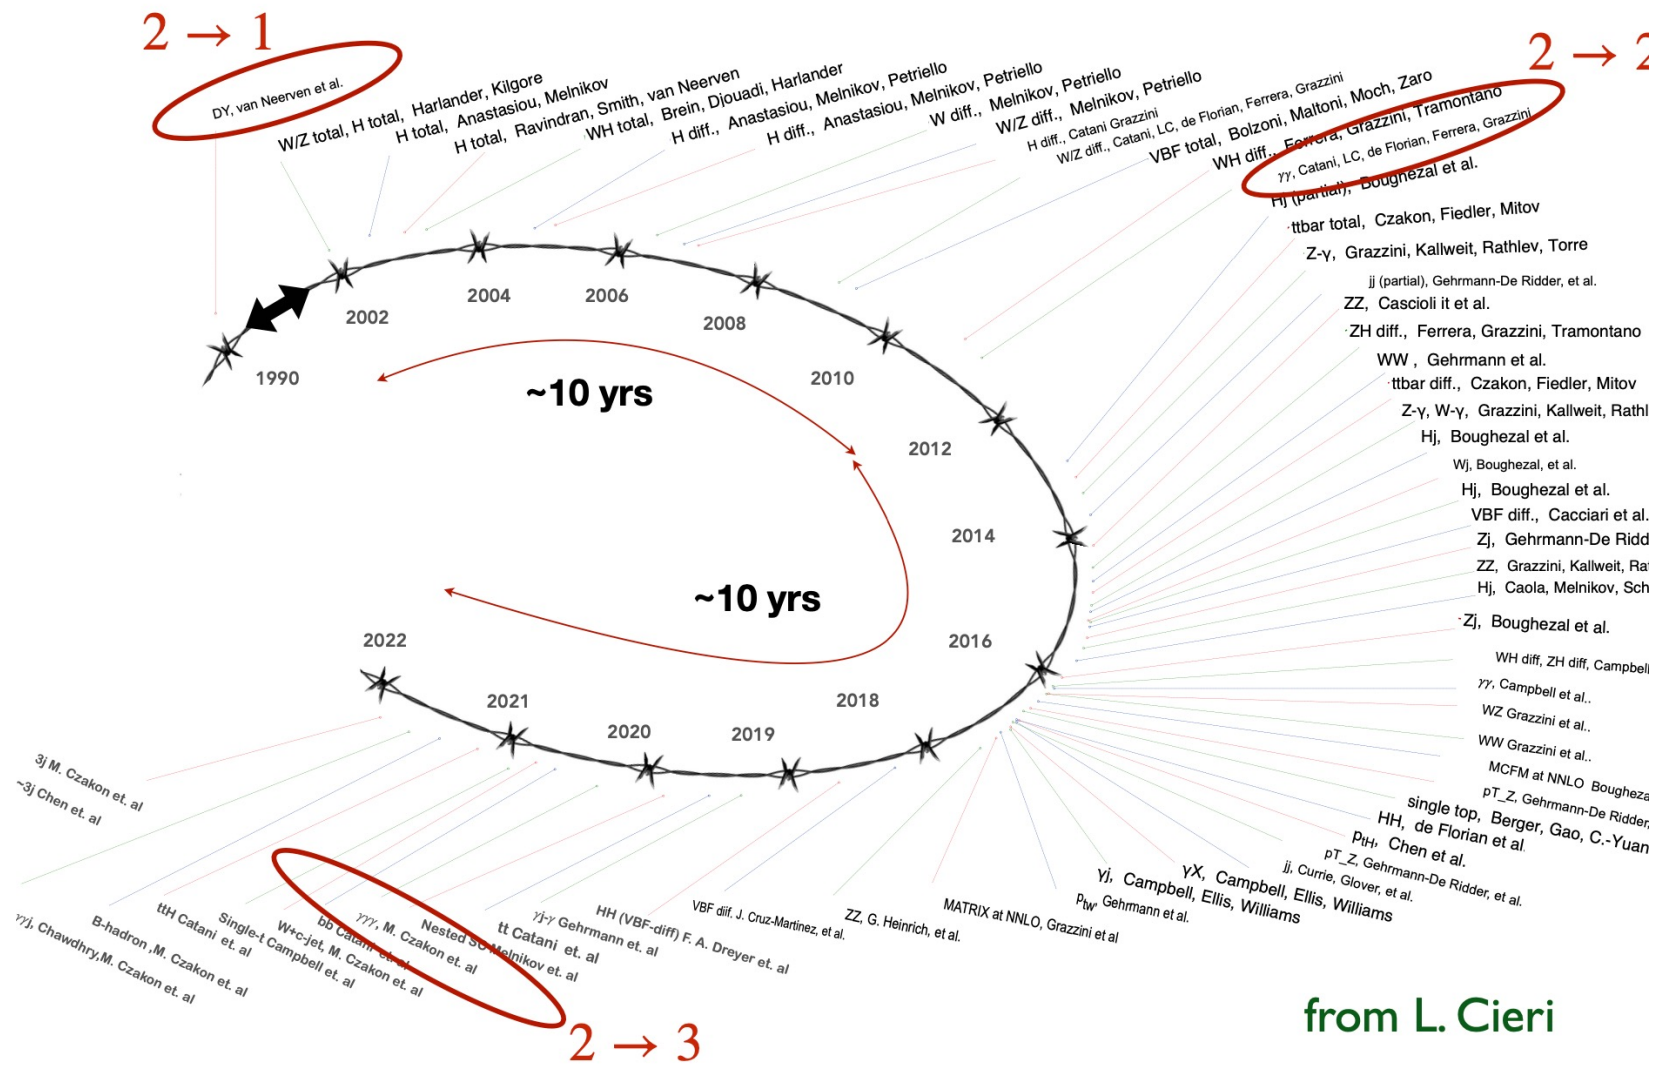 2 → 1
2 → 2
DY, van Neerven et al.
W/Z total, H total, Harlander, Kilgore
H total, Anastasiou, Melnikov
H total, Ravindran, Smith, van Neerven
WH total, Brein, Djouadi, Harlander
H diff., Anastasiou, Melnikov, Petriello
H diff., Anastasiou, Melnikov, Petriello
W diff., Melnikov, Petriello
W/Z diff., Melnikov, Petriello
H diff., Catani Grazzini
W/Z diff., Catani, LC, de Florian, Ferrera, Grazzini
VBF total, Bolzoni, Maltoni, Moch, Zaro
WH diff., Ferrera, Grazzini, Tramontano
γγ, Catani, LC, de Florian, Ferrera, Grazzini
Hj (partial), Boughezal et al.
ttbar total, Czakon, Fiedler, Mitov
Z-γ, Grazzini, Kallweit, Rathlev, Torre
jj (partial), Gehrmann-De Ridder, et al.
ZZ, Cascioli it et al.
ZH diff., Ferrera, Grazzini, Tramontano
WW , Gehrmann et al.
ttbar diff., Czakon, Fiedler, Mitov
Z-γ, W-γ, Grazzini, Kallweit, Rathl
Hj, Boughezal et al.
Wj, Boughezal, et al.
Hj, Boughezal et al.
VBF diff., Cacciari et al.
Zj, Gehrmann-De Ridd
ZZ, Grazzini, Kallweit, Ra
Hj, Caola, Melnikov, Sch
Zj, Boughezal et al.
WH diff, ZH diff, Campbell
γγ, Campbell et al..
WZ Grazzini et al..
WW Grazzini et al..
MCFM at NNLO Bougheza
pT_Z, Gehrmann-De Ridder,
single top, Berger, Gao, C.-Yuan
HH, de Florian et al.
ptH, Chen et al.
pT_Z, Gehrmann-De Ridder, et al.
jj, Currie, Glover, et al.
γX, Campbell, Ellis, Williams
γj, Campbell, Ellis, Williams
ptw, Gehrmann et al.
MATRIX at NNLO, Grazzini et al
ZZ, G. Heinrich, et al.
VBF diif. J. Cruz-Martinez, et al.
HH (VBF-diff) F. A. Dreyer et. al
γj-γ Gehrmann et. al
tt Catani et. al
Nested SC Melnikov et. al
γγγ, M. Czakon et. al
bb Catani et. al
W+c-jet, M. Czakon et. al
Single-t Campbell et. al
ttH Catani et. al
B-hadron ,M. Czakon et. al
γγj, Chawdhry,M. Czakon et. al
~3j Chen et. al
3j M. Czakon et. al
1990
2002
2004
2006
2008
2010
2012
2014
2016
2018
2019
2020
2021
2022
~10 yrs
~10 yrs
2 → 3
from L. Cieri